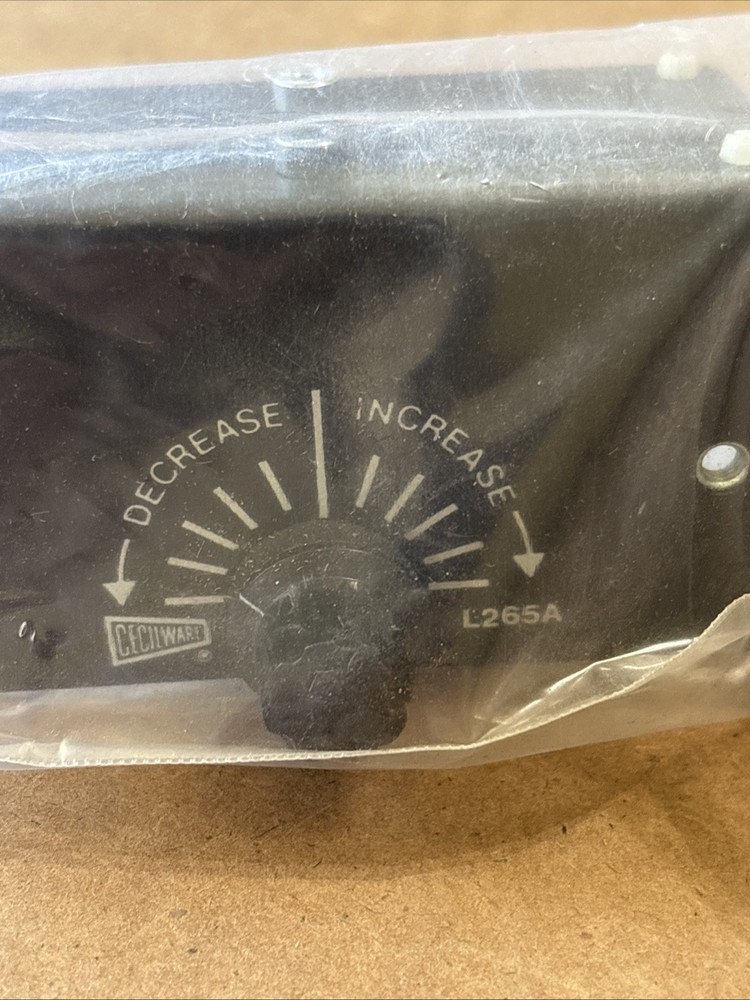 DECREASE
INCREASE
CECILWARE
®
L265A